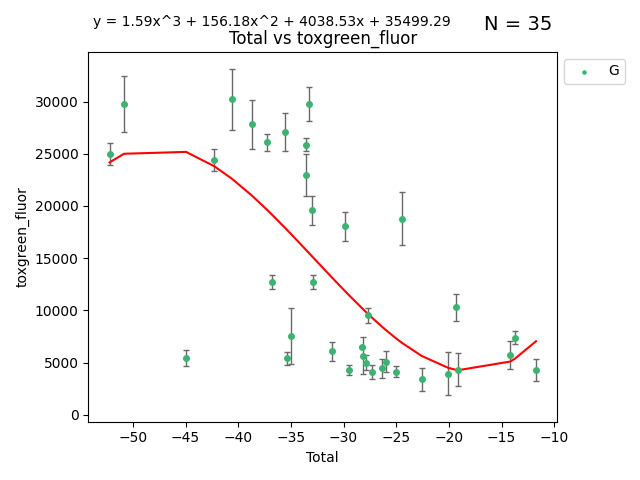 y = 1.59x^3 + 156.18x^2 + 4038.53x + 35499.29
N = 35
Total vs toxgreen_fluor
G
30000
25000
20000
15000
10000
5000
0
toxgreen_fluor
−50 −45 −40 −35 −30 −25 −20 −15 −10
Total